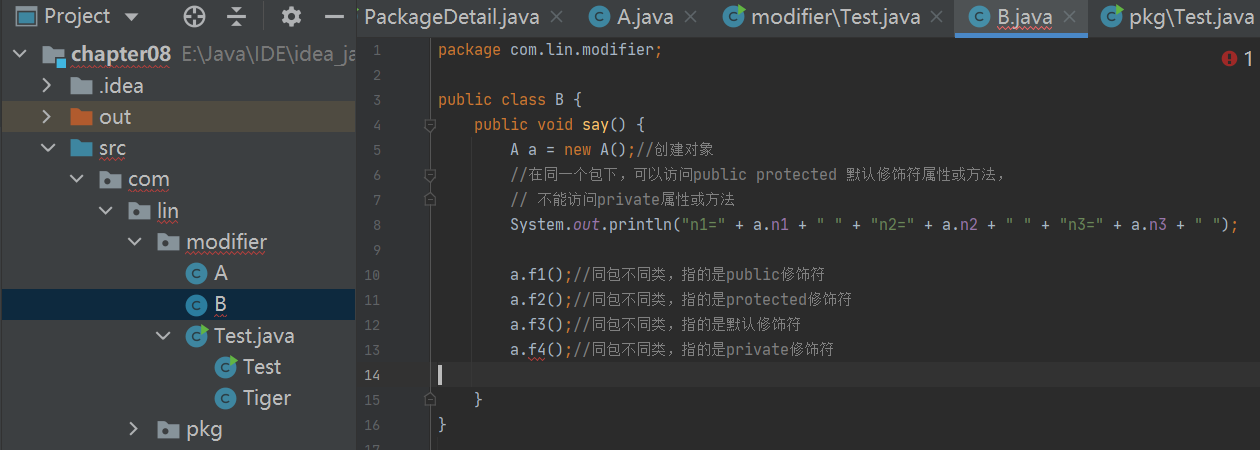 Project
PackageDetail.java
A.java
modifier\Test.java
B.java
pkg\Test.java
chapter08 E:\Java\IDE\idea_ja
.idea
out
src
com
lin
modifier
A
B
Test.java
Test
Tiger
pkg
1
1 package com.lin.modifier;
2
3 public class B {
4 public void say() {
5 A a = new A();//创建对象
6 //在同一个包下，可以访问public protected 默认修饰符属性或方法，
7 // 不能访问private属性或方法
8 System.out.println("n1=" + a.n1 + " " + "n2=" + a.n2 + " " + "n3=" + a.n3 + " ");
9
10 a.f1();//同包不同类，指的是public修饰符
11 a.f2();//同包不同类，指的是protected修饰符
12 a.f3();//同包不同类，指的是默认修饰符
13 a.f4();//同包不同类，指的是private修饰符
14
15 }
16 }
17